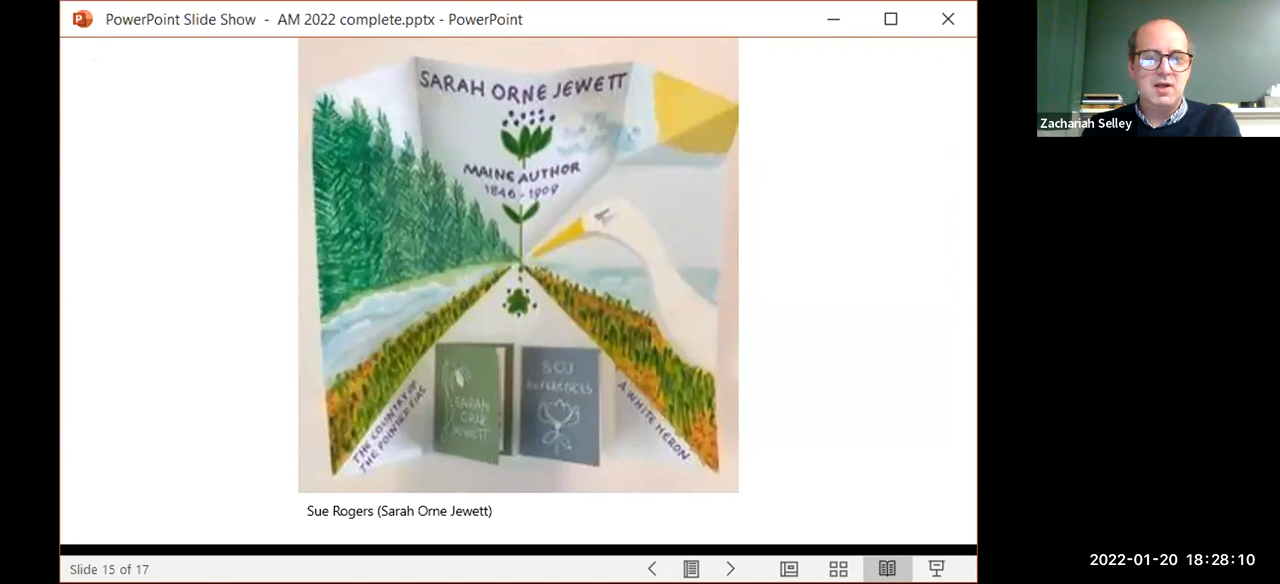 PowerPoint Slide Show - AM 2022 complete.pptx - PowerPoint
SARAH ORNE JEWETT
MAINE AUTHOR
1846 - 1909
THE COUNTRY OF
THE POINTED FIRS
SARAH
ORNE
JEWETT
SOJ
A WHITE HERON
Sue Rogers (Sarah Orne Jewett)
Slide 15 of 17
Zachariah Selley
2022-01-20 18:28:10